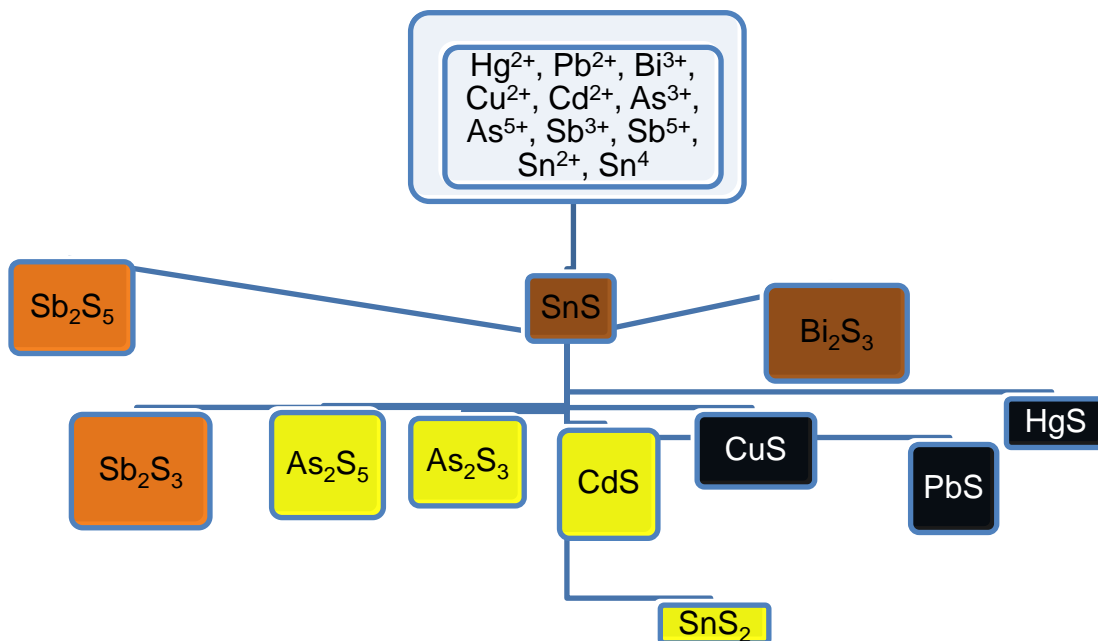 Hg²⁺, Pb²⁺, Bi³⁺,
Cu²⁺, Cd²⁺, As³⁺,
As⁵⁺, Sb³⁺, Sb⁵⁺,
Sn²⁺, Sn⁴
Sb₂S₅
SnS
Bi₂S₃
Sb₂S₃
As₂S₅
As₂S₃
CdS
CuS
PbS
HgS
SnS₂